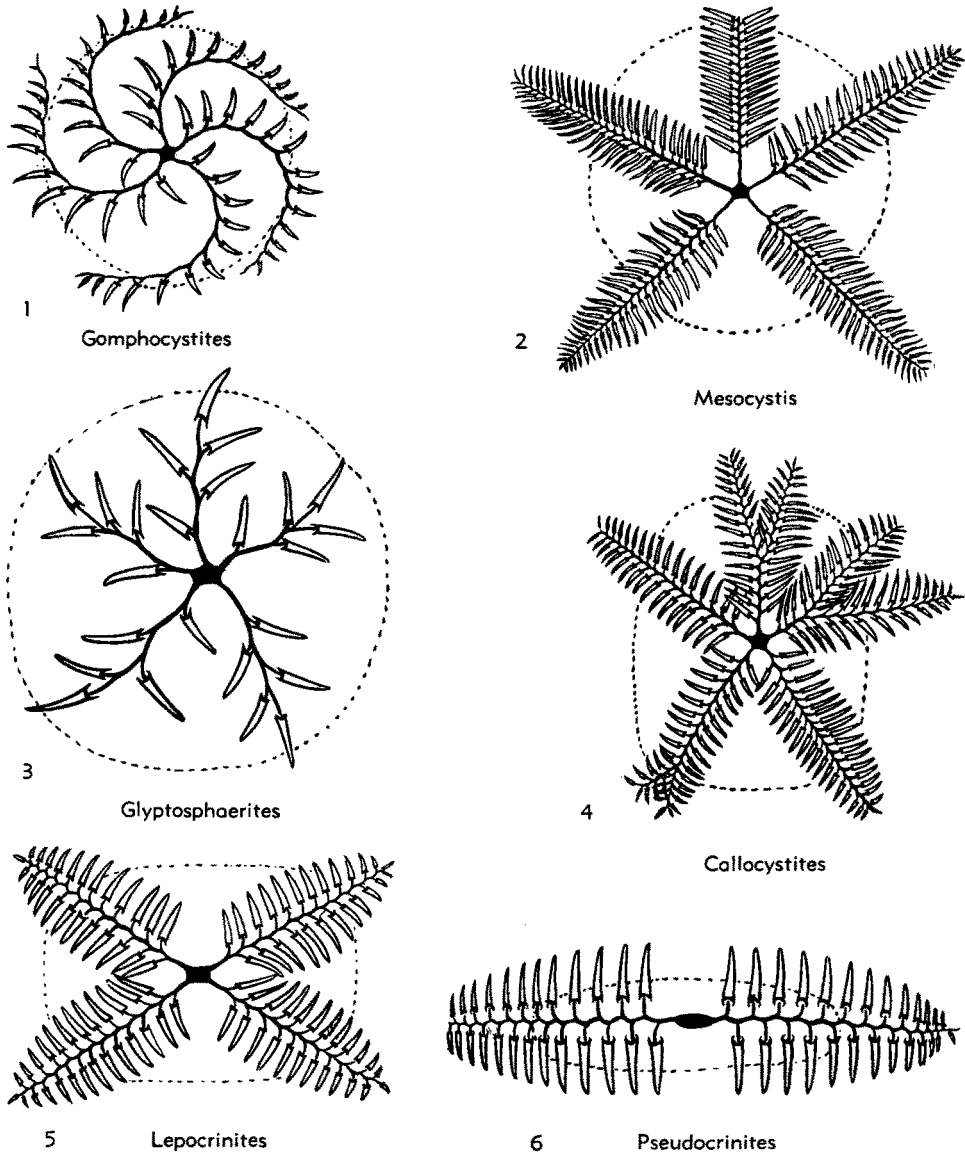 1
Gomphocystites
2
Mesocystis
3
Glyptosphaerites
4
Callocystites
5 Lepocrinites
6 Pseudocrinites